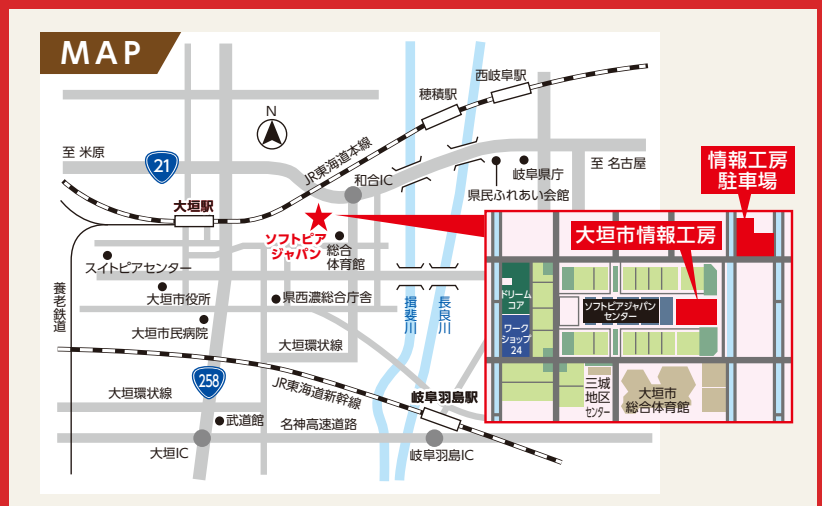 MAP
西岐阜駅
穂積駅
N
JR東海道本線
至 米原
21
和合IC
岐阜県庁
至 名古屋
県民ふれあい会館
情報工房
駐車場
大垣駅
ソフトピア
ジャパン
総合
体育館
大垣市情報工房
スイトピアセンター
養老鉄道
大垣市役所
県西濃総合庁舎
揖斐川
長良川
大垣市民病院
大垣環状線
ドリーム
コア
ソフトピアジャパン
センター
ワーク
ショップ
24
三城
地区
センター
大垣市
総合体育館
258
JR東海道新幹線
大垣環状線
岐阜羽島駅
武道館
名神高速道路
大垣IC
岐阜羽島IC